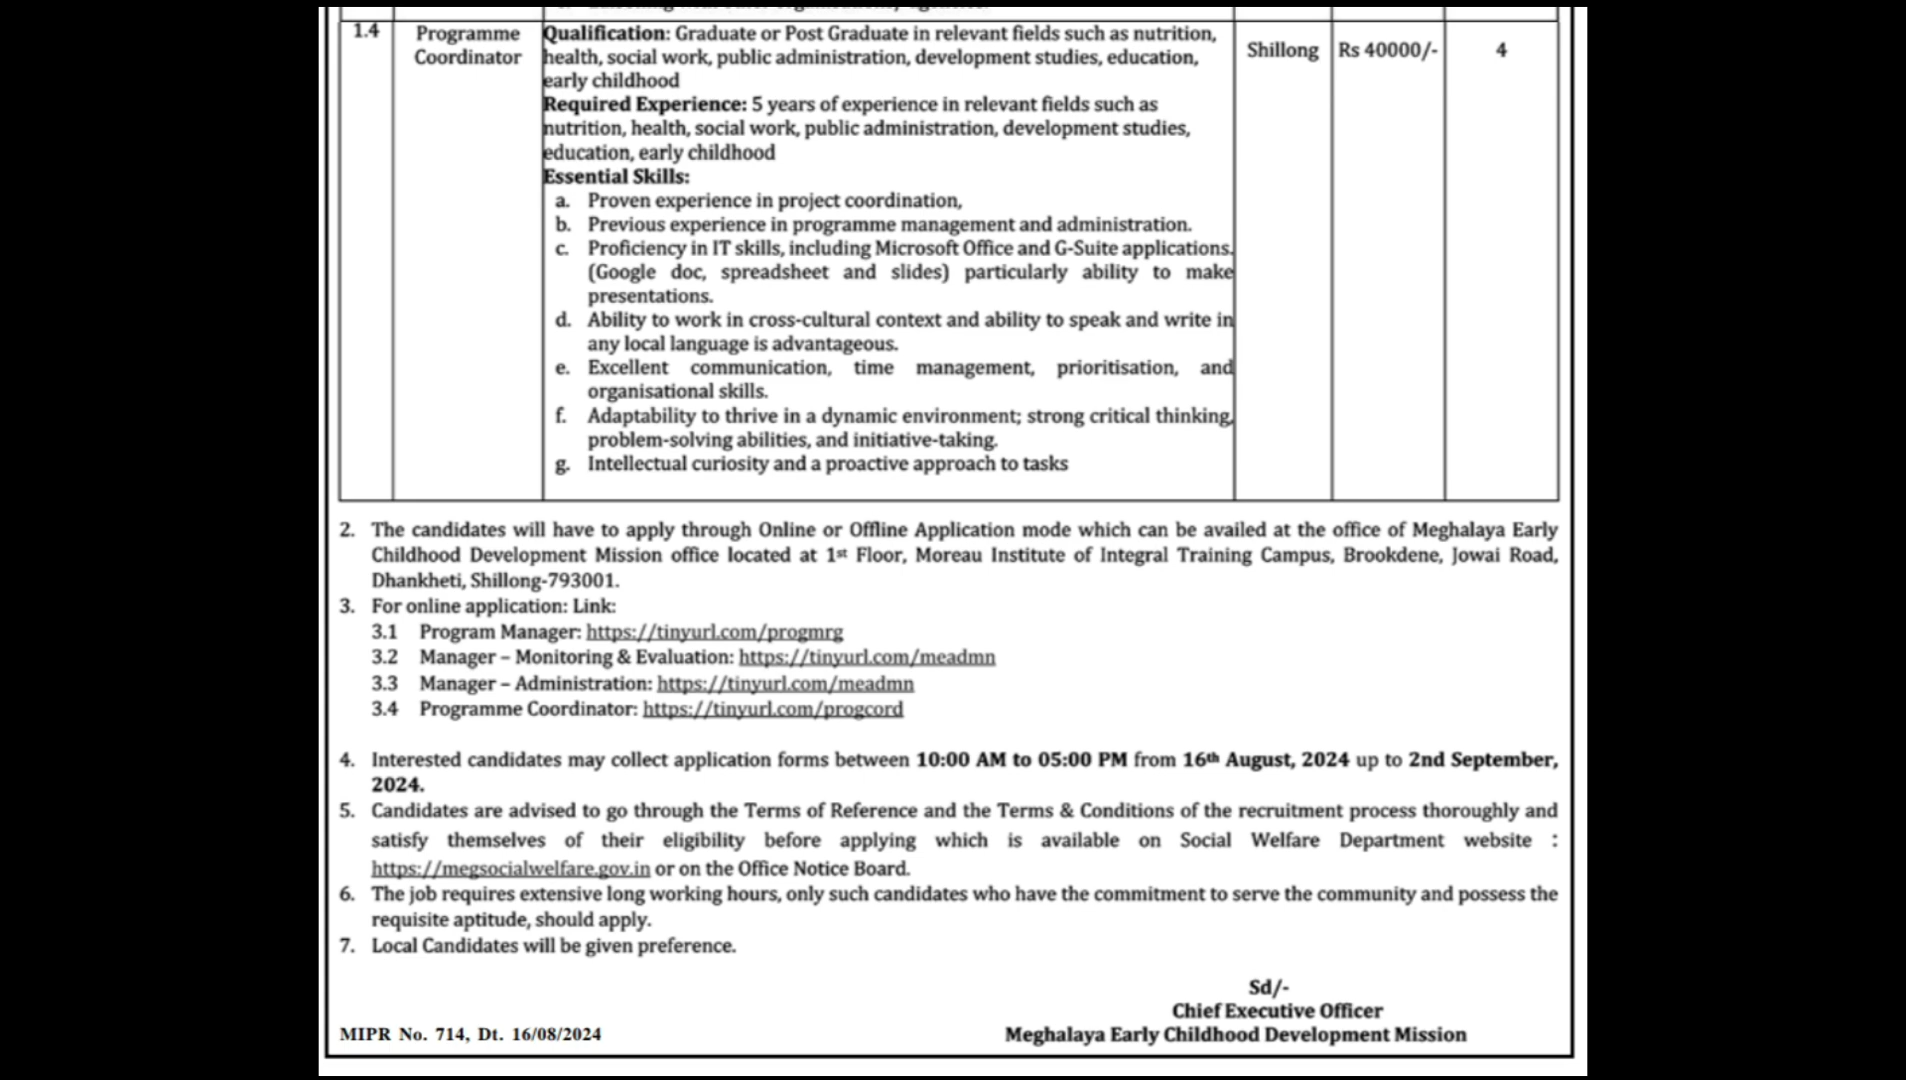 1.4 Programme Coordinator
Qualification: Graduate or Post Graduate in relevant fields such as nutrition,
health, social work, public administration, development studies, education,
early childhood
Required Experience: 5 years of experience in relevant fields such as
nutrition, health, social work, public administration, development studies,
education, early childhood
Essential Skills:
a. Proven experience in project coordination,
b. Previous experience in programme management and administration.
c. Proficiency in IT skills, including Microsoft Office and G-Suite applications.
(Google doc, spreadsheet and slides) particularly ability to make
presentations.
d. Ability to work in cross-cultural context and ability to speak and write in
any local language is advantageous.
e. Excellent communication, time management, prioritisation, and
organisational skills.
f. Adaptability to thrive in a dynamic environment; strong critical thinking,
problem-solving abilities, and initiative-taking.
g. Intellectual curiosity and a proactive approach to tasks
Shillong
Rs 40000/-
4
2. The candidates will have to apply through Online or Offline Application mode which can be availed at the office of Meghalaya Early
Childhood Development Mission office located at 1st Floor, Moreau Institute of Integral Training Campus, Brookdene, Jowai Road,
Dhankheti, Shillong-793001.
3. For online application: Link:
3.1 Program Manager: https://tinyurl.com/progmrg
3.2 Manager – Monitoring & Evaluation: https://tinyurl.com/meadmn
3.3 Manager – Administration: https://tinyurl.com/meadmn
3.4 Programme Coordinator: https://tinyurl.com/progcord
4. Interested candidates may collect application forms between 10:00 AM to 05:00 PM from 16th August, 2024 up to 2nd September,
2024.
5. Candidates are advised to go through the Terms of Reference and the Terms & Conditions of the recruitment process thoroughly and
satisfy themselves of their eligibility before applying which is available on Social Welfare Department website :
https://megsocialwelfare.gov.in or on the Office Notice Board.
6. The job requires extensive long working hours, only such candidates who have the commitment to serve the community and possess the
requisite aptitude, should apply.
7. Local Candidates will be given preference.
Sd/-
Chief Executive Officer
MIPR No. 714, Dt. 16/08/2024
Meghalaya Early Childhood Development Mission